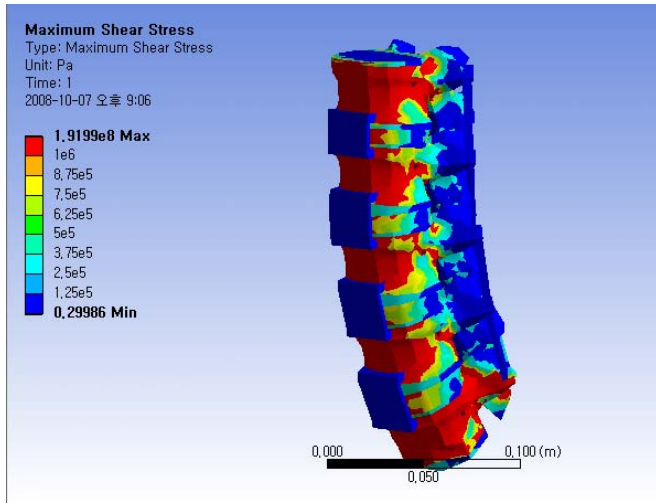 Maximum Shear Stress
Type: Maximum Shear Stress
Unit: Pa
Time: 1
2008-10-07 오후 9:06
1,9199e8 Max
1e6
8,75e5
7,5e5
6,25e5
5e5
3,75e5
2,5e5
1,25e5
0,29986 Min
0,000
0,100 (m)
0,050